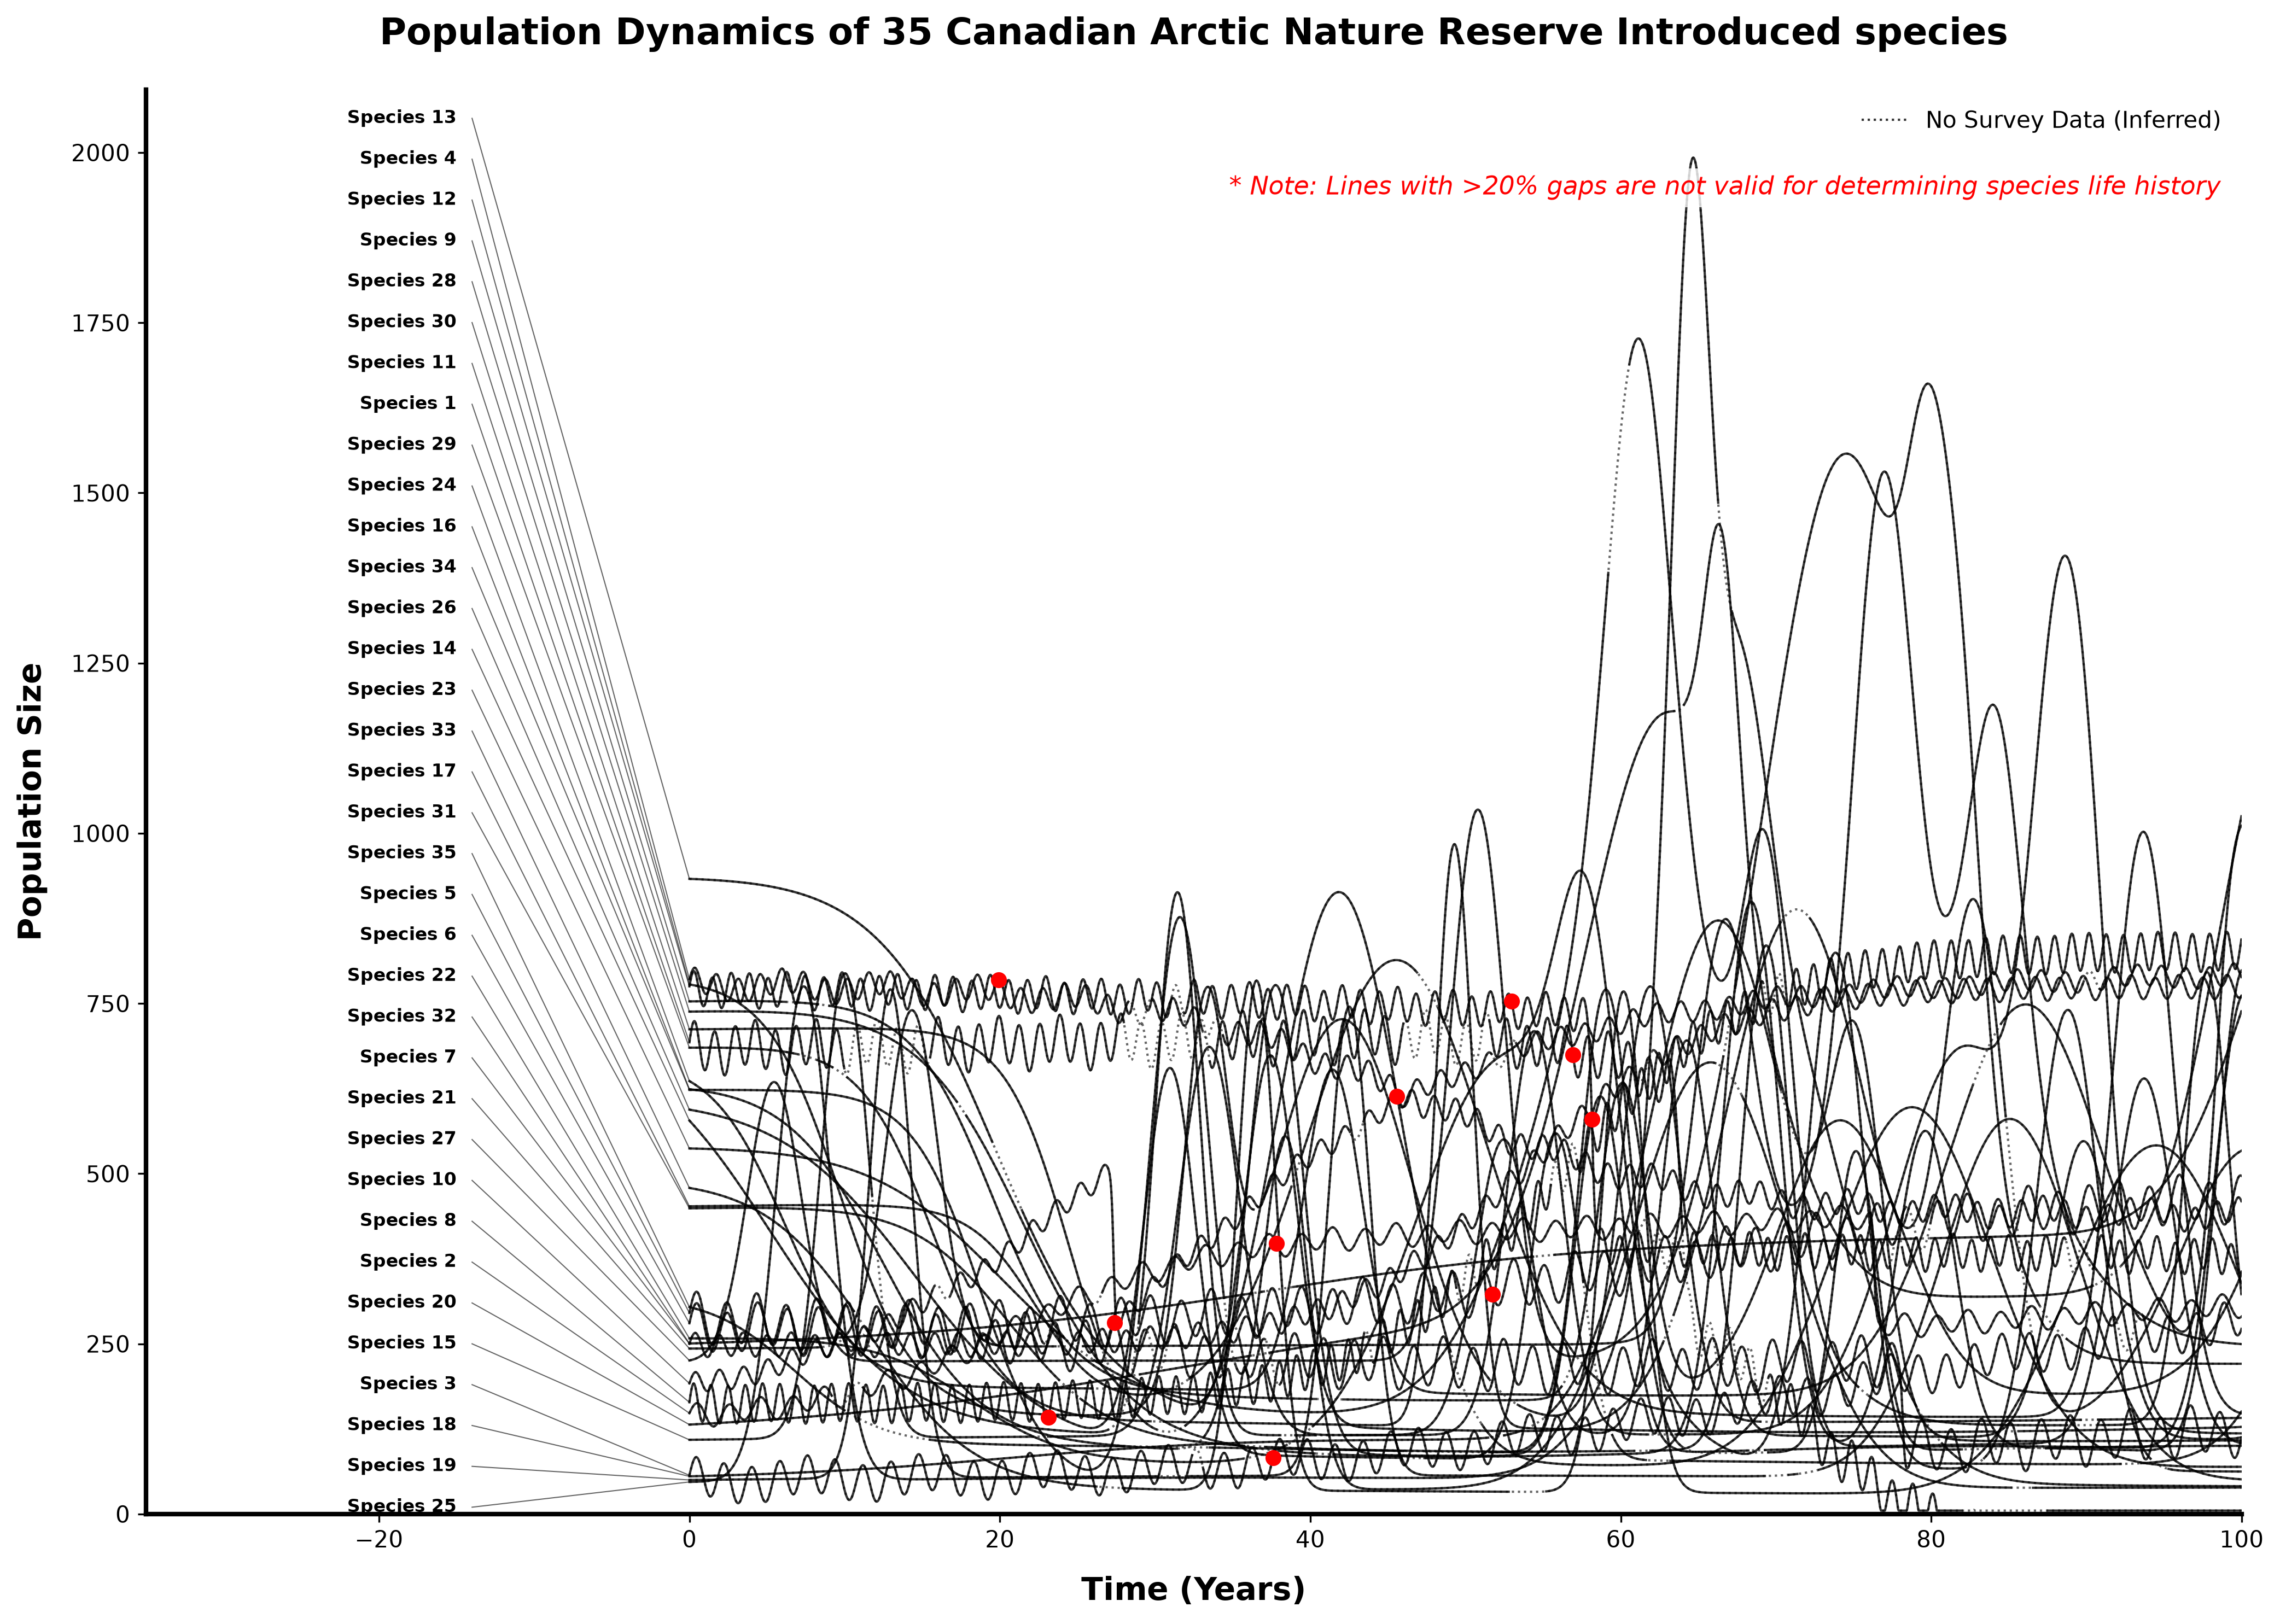 Population Dynamics of 35 Canadian Arctic Nature Reserve Introduced species
No Survey Data (Inferred)
* Note: Lines with >20% gaps are not valid for determining species life history
Population Size
2000
1750
1500
1250
1000
750
500
250
0
Species 13
Species 4
Species 12
Species 9
Species 28
Species 30
Species 11
Species 1
Species 29
Species 24
Species 16
Species 34
Species 26
Species 14
Species 23
Species 33
Species 17
Species 31
Species 35
Species 5
Species 6
Species 22
Species 32
Species 7
Species 21
Species 27
Species 10
Species 8
Species 2
Species 20
Species 15
Species 3
Species 18
Species 19
Species 25
−20 0 20 40 60 80 100
Time (Years)